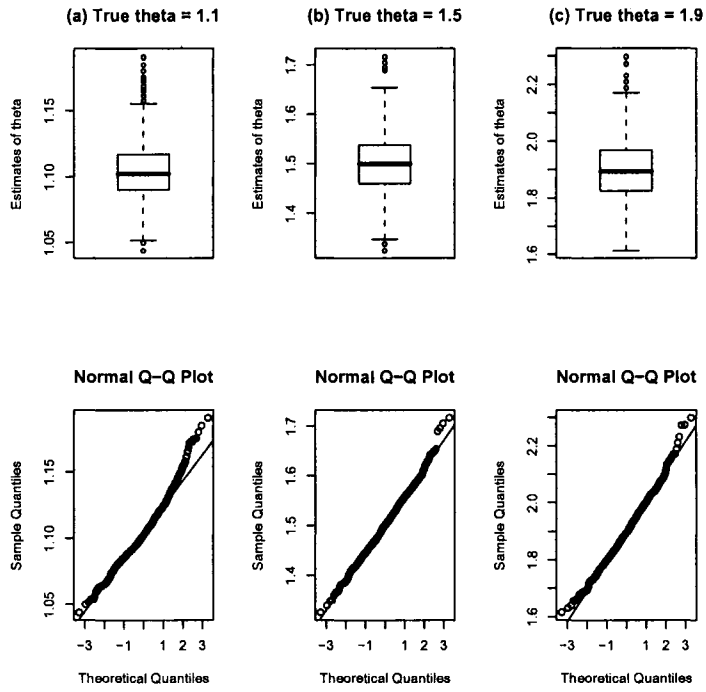 (a) True theta = 1.1
(b) True theta = 1.5
(c) True theta = 1.9
Estimates of theta
1.15
1.10
1.05
Estimates of theta
1.7
1.6
1.5
1.4
Estimates of theta
2.2
2.0
1.8
1.6
Normal Q−Q Plot
Normal Q−Q Plot
Normal Q−Q Plot
Sample Quantiles
1.15
1.10
1.05
Sample Quantiles
1.7
1.6
1.5
1.4
Sample Quantiles
2.2
2.0
1.8
1.6
−3 −1 1 2 3
−3 −1 1 2 3
−3 −1 1 2 3
Theoretical Quantiles
Theoretical Quantiles
Theoretical Quantiles